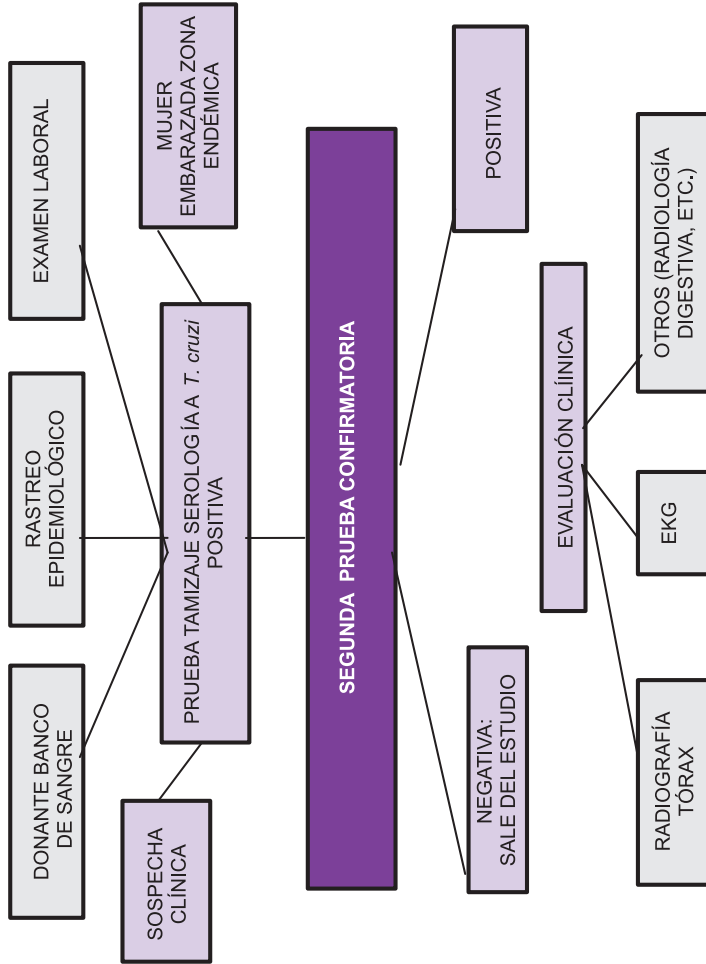 DONANTE BANCO
DE SANGRE
RASTREO
EPIDEMIOLÓGICO
EXAMEN LABORAL
SOSPECHA
CLÍNICA
PRUEBA TAMIZAJE SEROLOGÍA A T. cruzi
POSITIVA
MUJER
EMBARAZADA ZONA
ENDÉMICA
SEGUNDA PRUEBA CONFIRMATORIA
NEGATIVA:
SALE DEL ESTUDIO
POSITIVA
EVALUACIÓN CLÍINICA
RADIOGRAFÍA
TÓRAX
EKG
OTROS (RADIOLOGÍA
DIGESTIVA, ETC.)